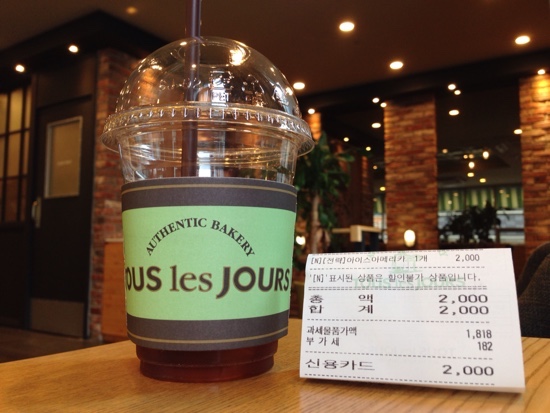 AUTHENTIC BAKERY
OUS les JOURS
[N][전략]아이스아메리카 1개 2,000
'[N]'표시된 상품은 할인불가 상품입니다.
총 액 2,000
합 계 2,000
과세물품가액 1,818
부 가 세 182
신용카드 2,000